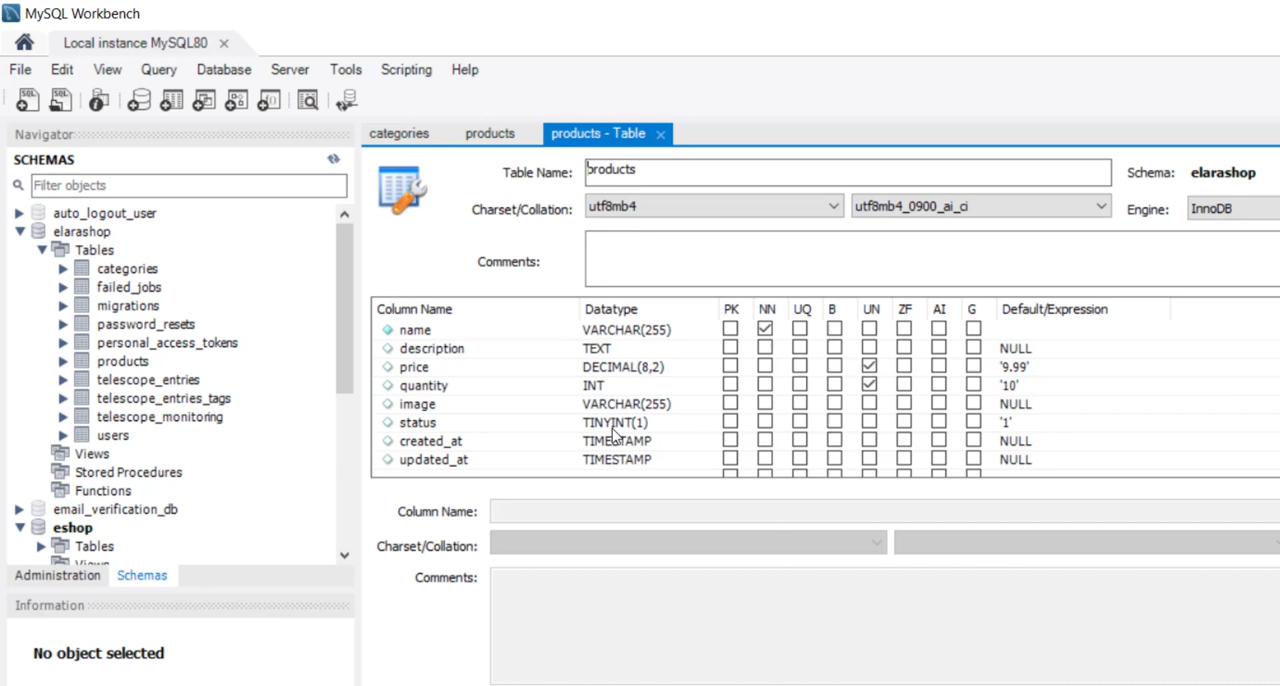 MySQL Workbench
Local instance MySQL80
File Edit View Query Database Server Tools Scripting Help
Navigator
SCHEMAS
Filter objects
auto_logout_user
elarashop
Tables
categories
failed_jobs
migrations
password_resets
personal_access_tokens
products
telescope_entries
telescope_entries_tags
telescope_monitoring
users
Views
Stored Procedures
Functions
email_verification_db
eshop
Tables
Views
Administration Schemas
Information
No object selected
categories products products - Table
Table Name: products Schema: elarashop
Charset/Collation: utf8mb4 utf8mb4_0900_ai_ci Engine: InnoDB
Comments:
Column Name Datatype PK NN UQ B UN ZF AI G Default/Expression
name VARCHAR(255)
description TEXT NULL
price DECIMAL(8,2) '9.99'
quantity INT '10'
image VARCHAR(255) NULL
status TINYINT(1) '1'
created_at TIMESTAMP NULL
updated_at TIMESTAMP NULL
Column Name:
Charset/Collation:
Comments: